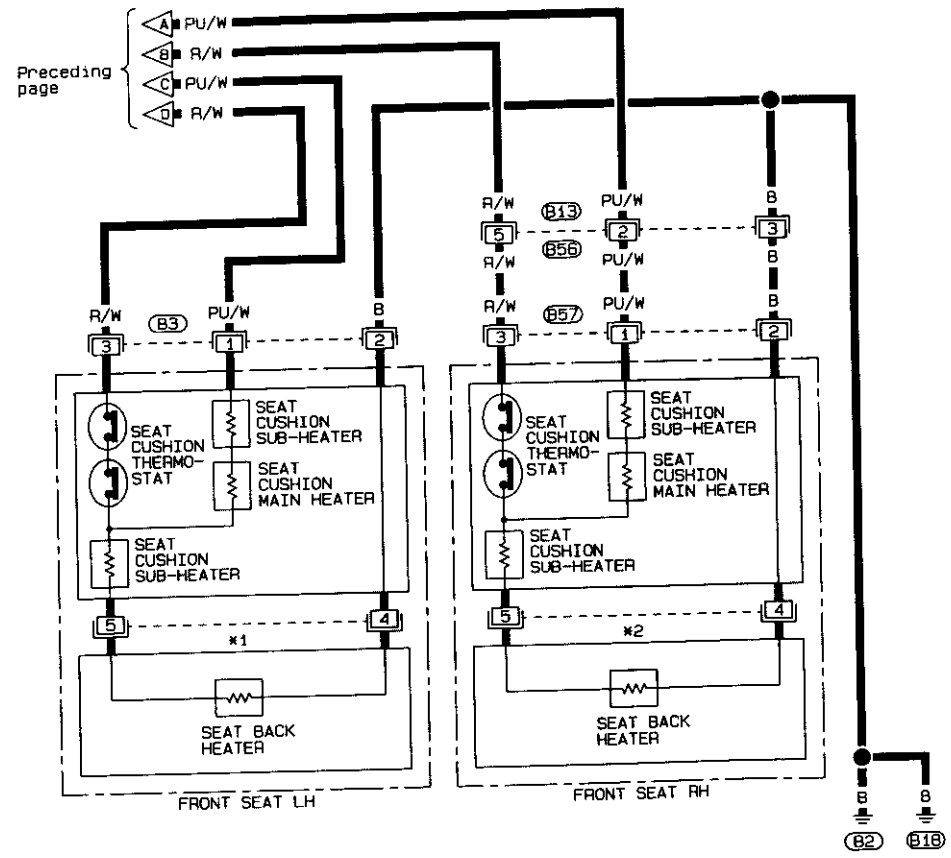 A PU/W
B R/W
C PU/W
D R/W
Preceding
page
R/W
PU/W
B
5
B13
2
3
B56
R/W
PU/W
B
R/W
PU/W
B
R/W
B3
PU/W
B
3
1
2
B57
3
1
2
SEAT
CUSHION
THERMO-
STAT
SEAT
CUSHION
SUB-HEATER
SEAT
CUSHION
MAIN HEATER
SEAT
CUSHION
SUB-HEATER
5
4
*1
SEAT BACK
HEATER
FRONT SEAT LH
SEAT
CUSHION
THERMO-
STAT
SEAT
CUSHION
SUB-HEATER
SEAT
CUSHION
MAIN HEATER
SEAT
CUSHION
SUB-HEATER
5
4
*2
SEAT BACK
HEATER
FRONT SEAT RH
B
B
B2
B18